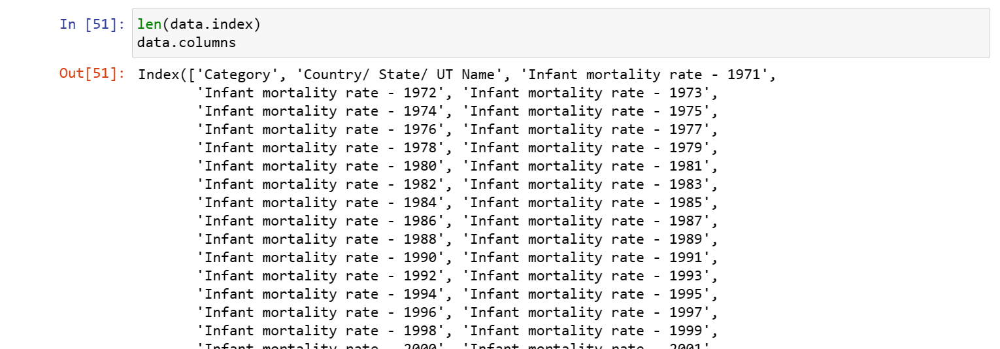 In [51]: len(data.index)
data.columns
Out[51]: Index(['Category', 'Country/ State/ UT Name', 'Infant mortality rate - 1971',
'Infant mortality rate - 1972', 'Infant mortality rate - 1973',
'Infant mortality rate - 1974', 'Infant mortality rate - 1975',
'Infant mortality rate - 1976', 'Infant mortality rate - 1977',
'Infant mortality rate - 1978', 'Infant mortality rate - 1979',
'Infant mortality rate - 1980', 'Infant mortality rate - 1981',
'Infant mortality rate - 1982', 'Infant mortality rate - 1983',
'Infant mortality rate - 1984', 'Infant mortality rate - 1985',
'Infant mortality rate - 1986', 'Infant mortality rate - 1987',
'Infant mortality rate - 1988', 'Infant mortality rate - 1989',
'Infant mortality rate - 1990', 'Infant mortality rate - 1991',
'Infant mortality rate - 1992', 'Infant mortality rate - 1993',
'Infant mortality rate - 1994', 'Infant mortality rate - 1995',
'Infant mortality rate - 1996', 'Infant mortality rate - 1997',
'Infant mortality rate - 1998', 'Infant mortality rate - 1999',
'Infant mortality rate - 2000', 'Infant mortality rate - 2001'